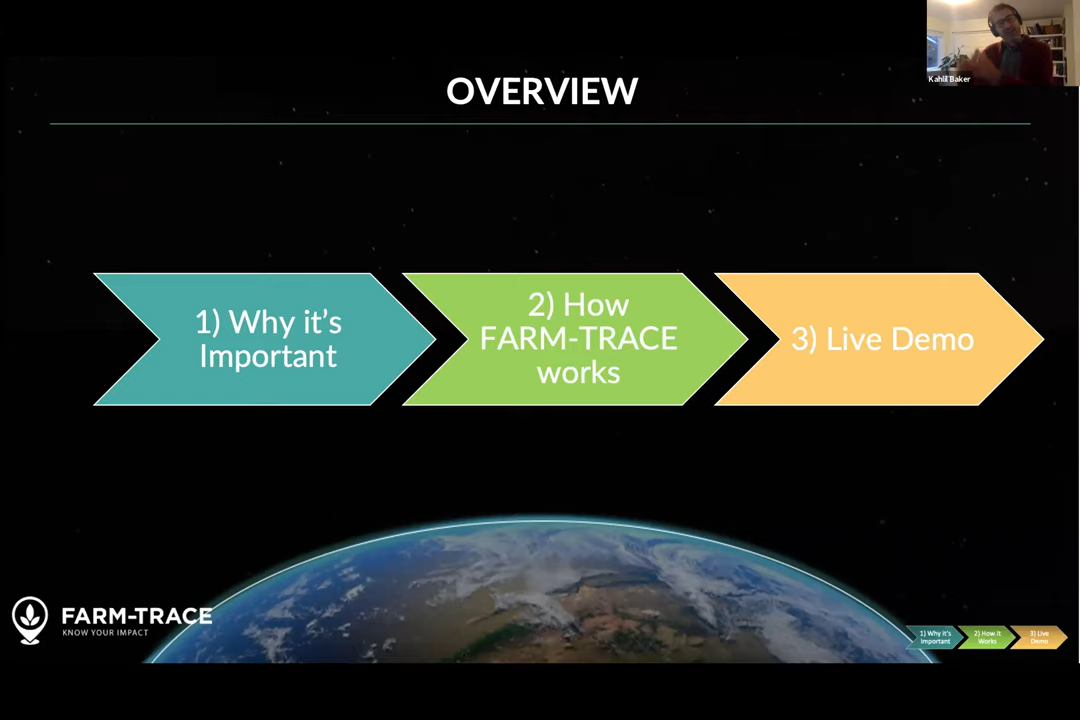 Kahlil Baker
OVERVIEW
1) Why it's
Important
2) How
FARM-TRACE
works
3) Live Demo
FARM-TRACE
KNOW YOUR IMPACT
1) Why it's
Important
2) How it
Works
3) Live
Demo